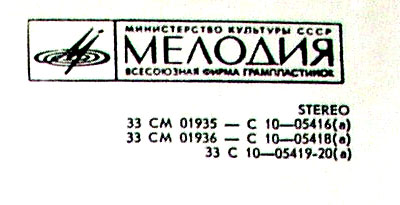 МИНИСТЕРСТВО КУЛЬТУРЫ СССР
МЕЛОДИЯ
ВСЕСОЮЗНАЯ ФИРМА ГРАМПЛАСТИНОК
STEREO
33 СМ 01935 — С 10—05416(а)
33 СМ 01936 — С 10—05418(а)
33 С 10—05419-20(а)